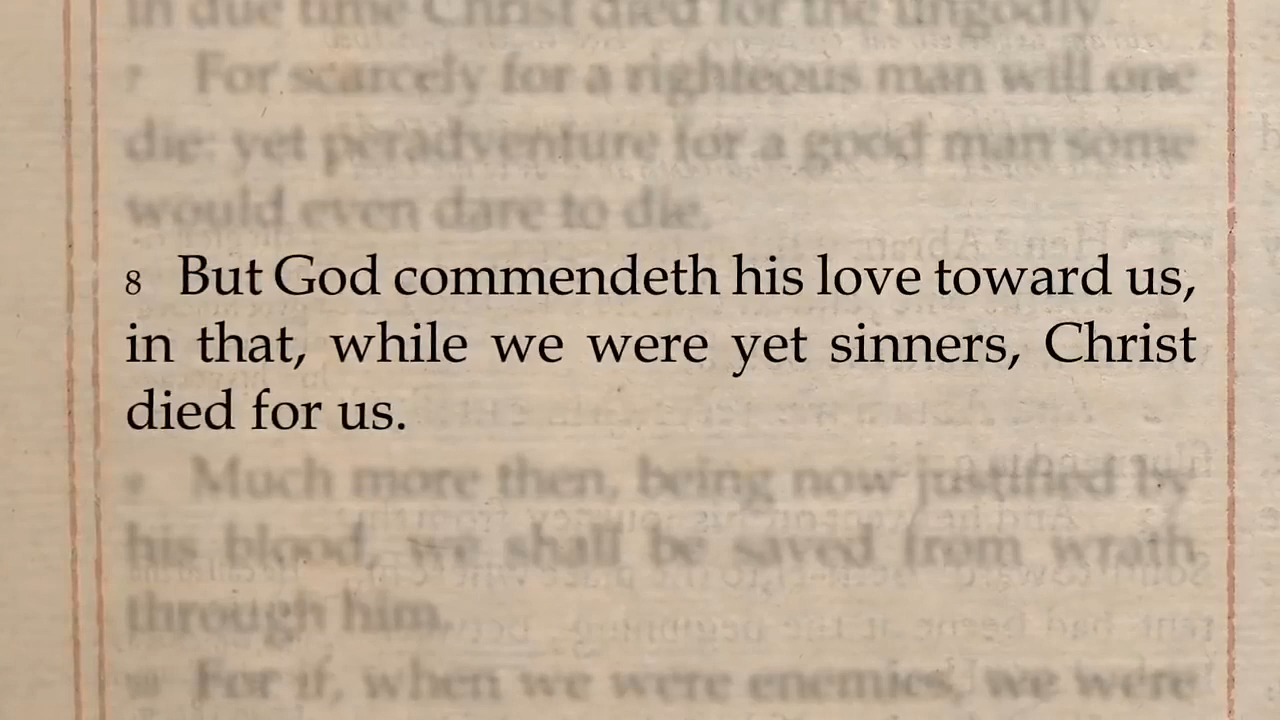 in due time Christ died for the ungodly.
7 For scarcely for a righteous man will one
die: yet peradventure for a good man some
would even dare to die.
8 But God commendeth his love toward us,
in that, while we were yet sinners, Christ
died for us.
9 Much more then, being now justified by
his blood, we shall be saved from wrath
through him.
10 For if, when we were enemies, we were